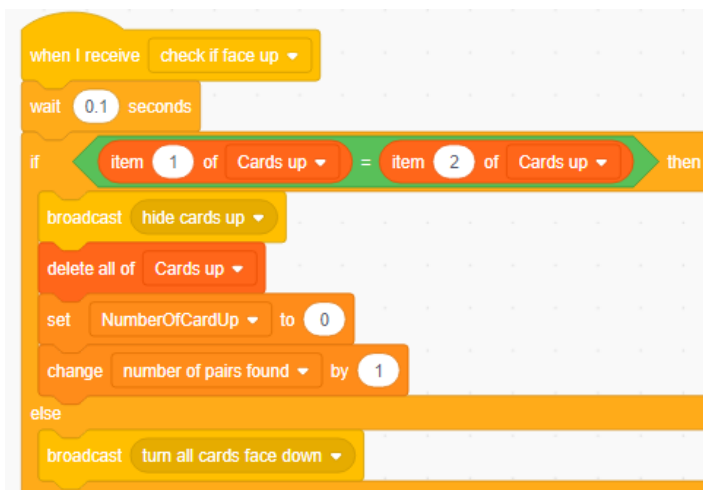 when I receive check if face up
wait 0.1 seconds
if item 1 of Cards up = item 2 of Cards up then
broadcast hide cards up
delete all of Cards up
set NumberOfCardUp to 0
change number of pairs found by 1
else
broadcast turn all cards face down